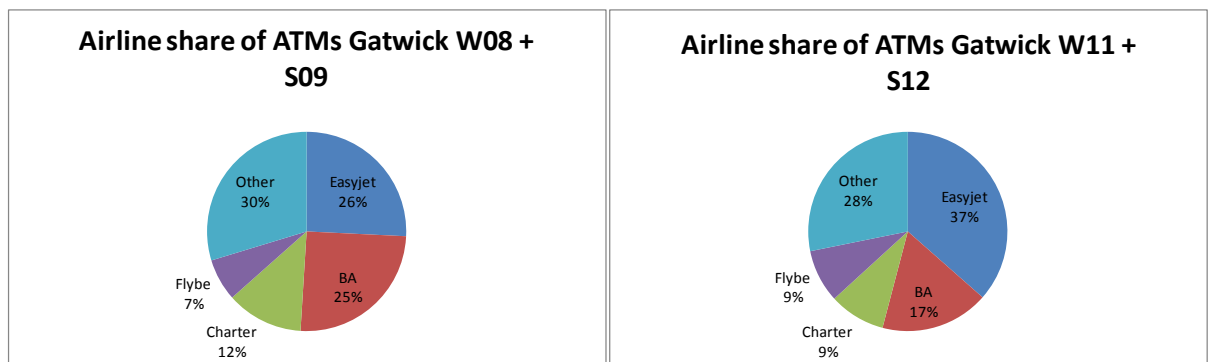 Airline share of ATMs Gatwick W08 +
S09
Other
30%
Easyjet
26%
Flybe
7%
BA
25%
Charter
12%
Airline share of ATMs Gatwick W11 +
S12
Other
28%
Easyjet
37%
Flybe
9%
BA
17%
Charter
9%